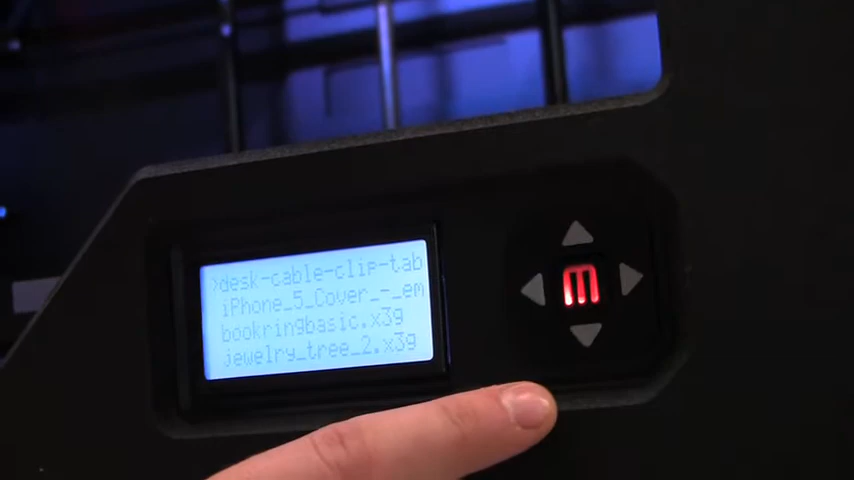 >desk-cable-clip-tab
iPhone_5_Cover_-_em
bookringbasic.x3g
jewelry_tree_2.x3g
M